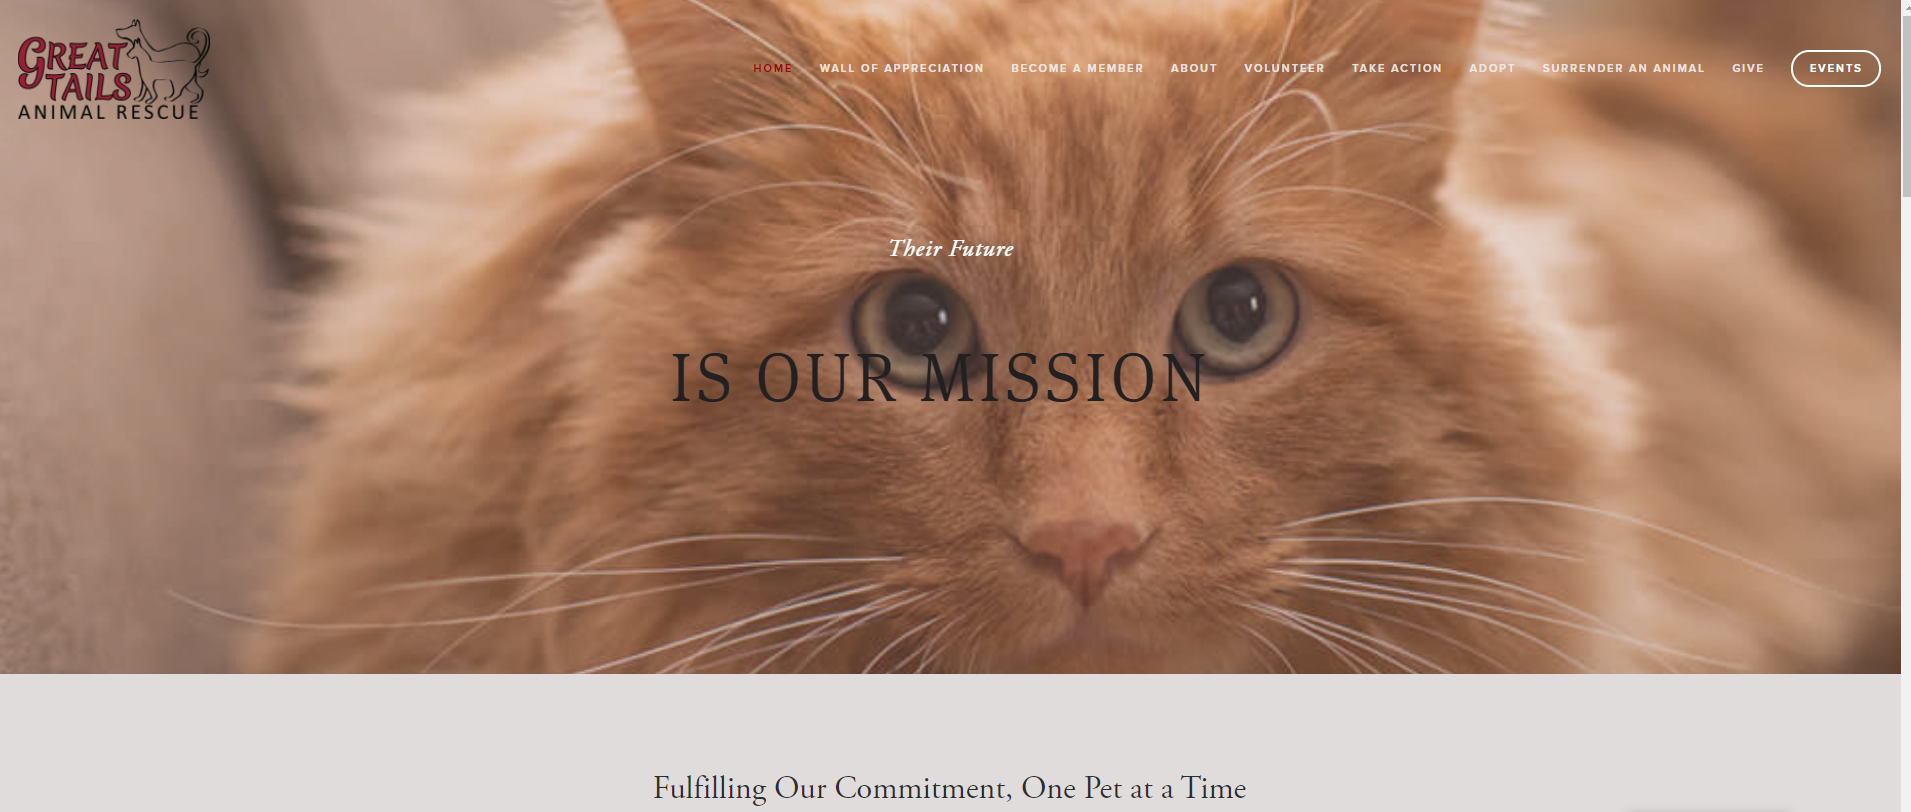 GREAT
TAILS
ANIMAL RESCUE
HOME WALL OF APPRECIATION BECOME A MEMBER ABOUT VOLUNTEER TAKE ACTION ADOPT SURRENDER AN ANIMAL GIVE EVENTS
Their Future
IS OUR MISSION
Fulfilling Our Commitment, One Pet at a Time